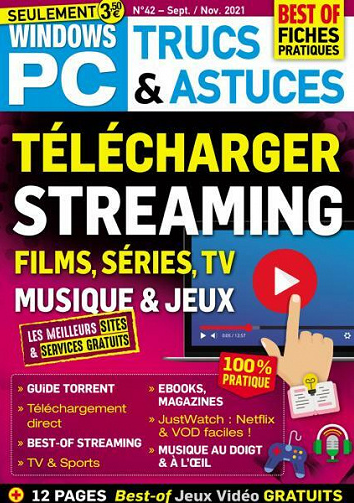 SEULEMENT 3,50€
N°42 – Sept. / Nov. 2021
BEST OF
FICHES
PRATIQUES
WINDOWS
PC
TRUCS
& ASTUCES
TÉLÉCHARGER
STREAMING
FILMS, SÉRIES, TV
MUSIQUE & JEUX
LES MEILLEURS SITES
& SERVICES GRATUITS
100%
PRATIQUE
» GUiDE TORRENT
» Téléchargement
direct
» BEST-OF STREAMING
» TV & Sports
» EBOOKS,
MAGAZINES
» JustWatch : Netflix
& VOD faciles !
» MUSIQUE AU DOIGT
& À L'ŒIL
+ 12 PAGES Best-of Jeux Vidéo GRATUITS